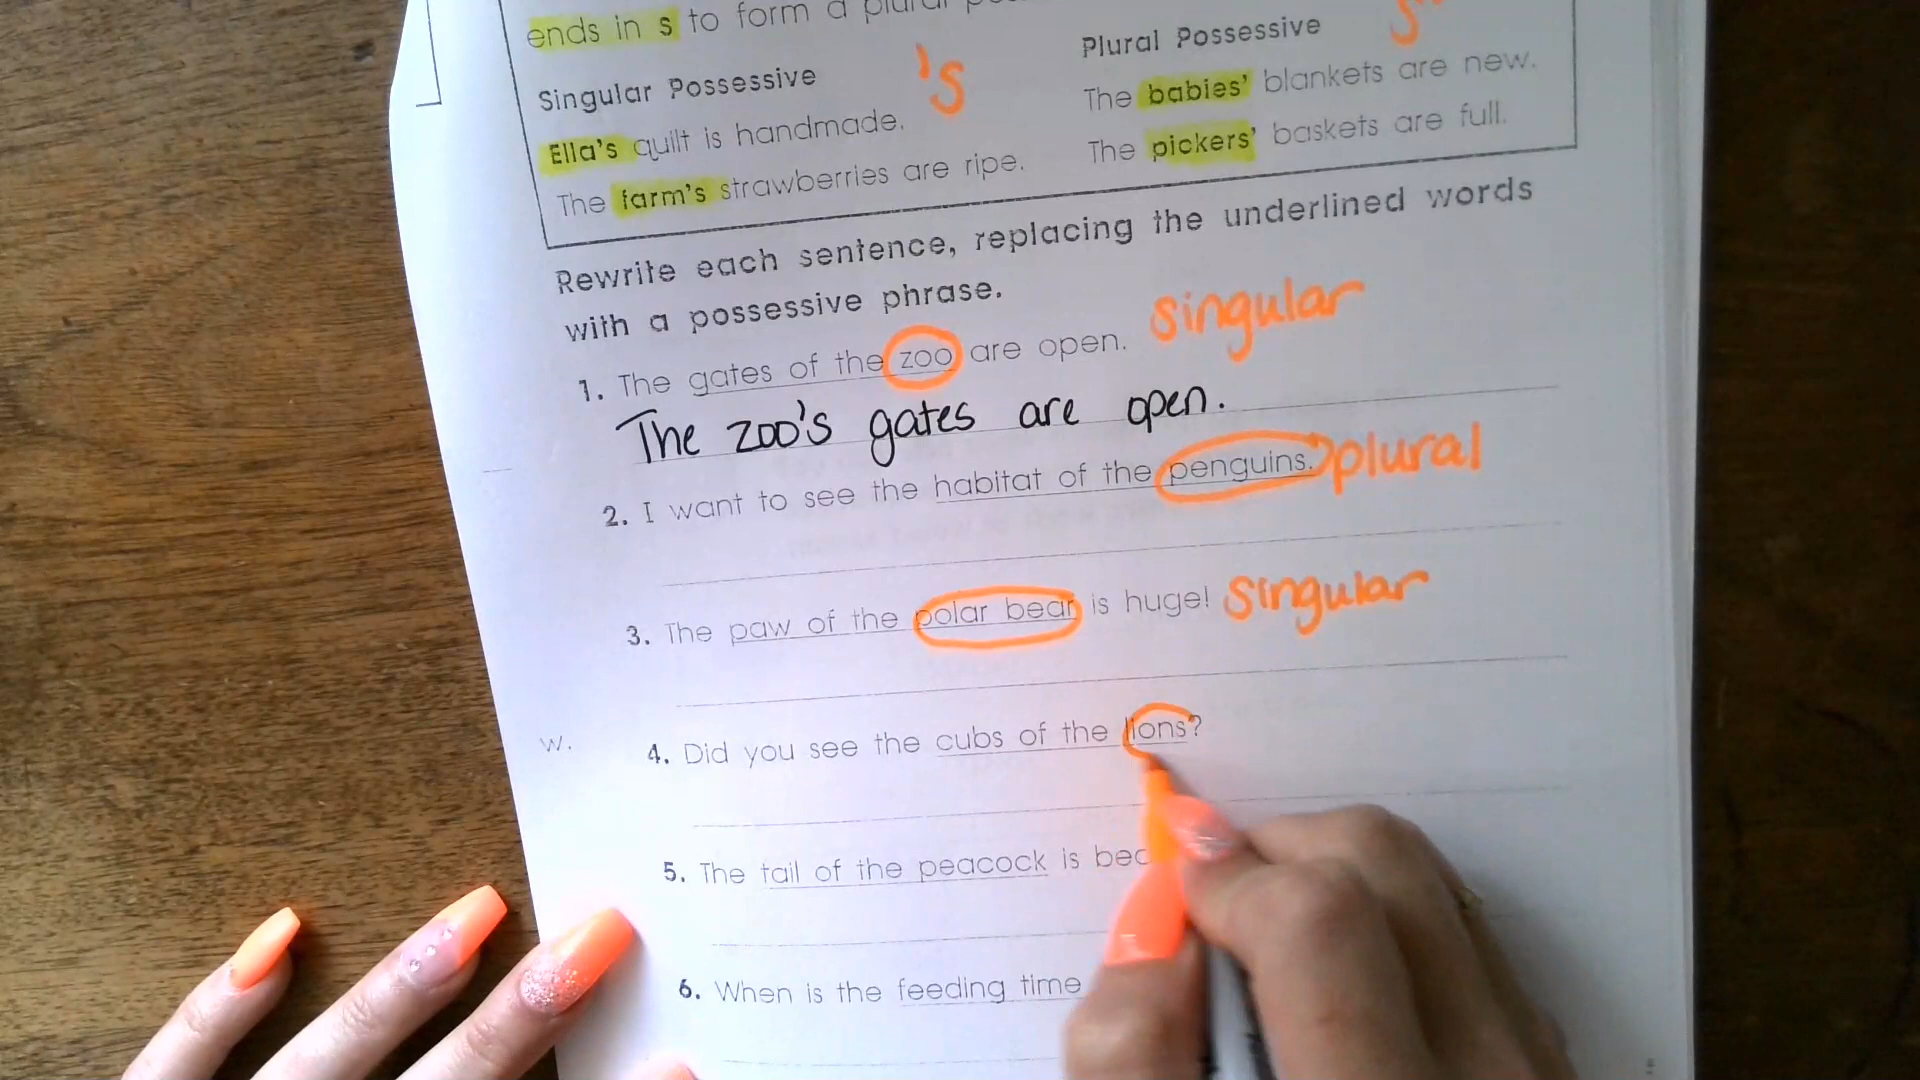 ends in s to form a plural
Singular Possessive 's
Ella's quilt is handmade.
The farm's strawberries are ripe.
Plural Possessive s'
The babies' blankets are new.
The pickers' baskets are full.
Rewrite each sentence, replacing the underlined words
with a possessive phrase.
1. The gates of the zoo are open. singular
The zoo's gates are open.
2. I want to see the habitat of the penguins. plural
3. The paw of the polar bear is huge! singular
W.
4. Did you see the cubs of the lions?
5. The tail of the peacock is
6. When is the feeding time